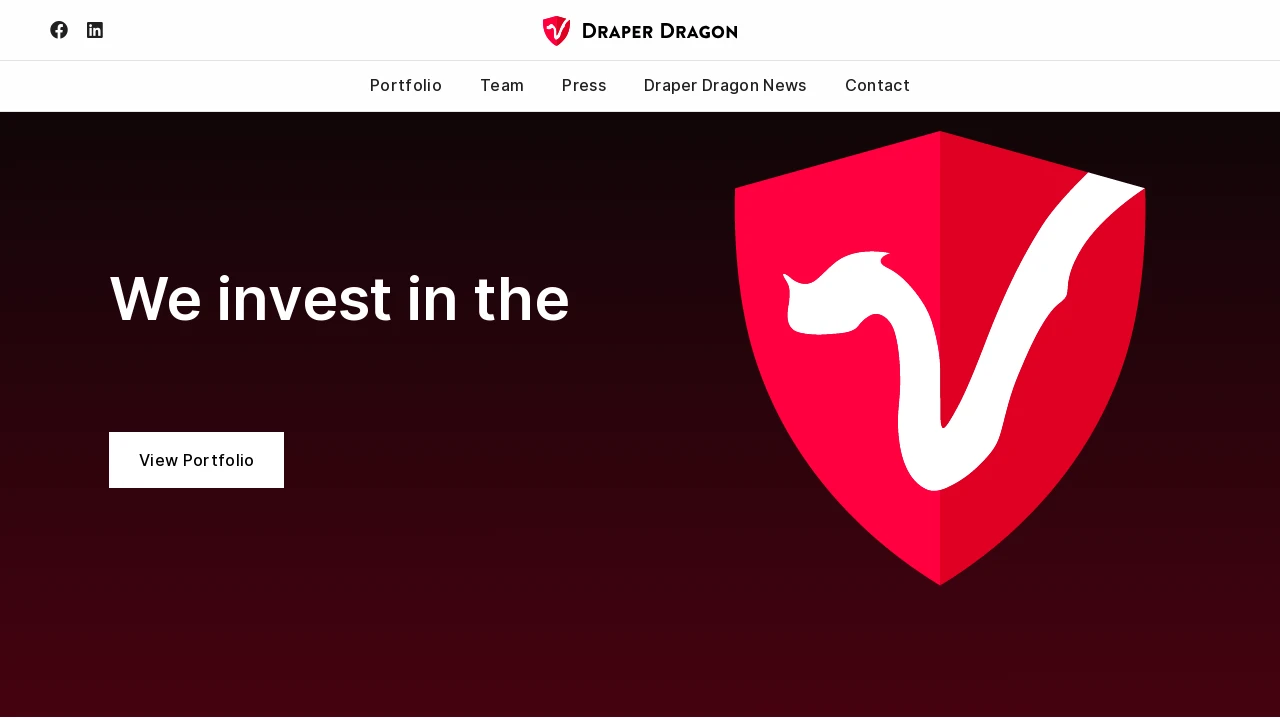 Draper Dragon
Portfolio Team Press Draper Dragon News Contact
We invest in the
View Portfolio